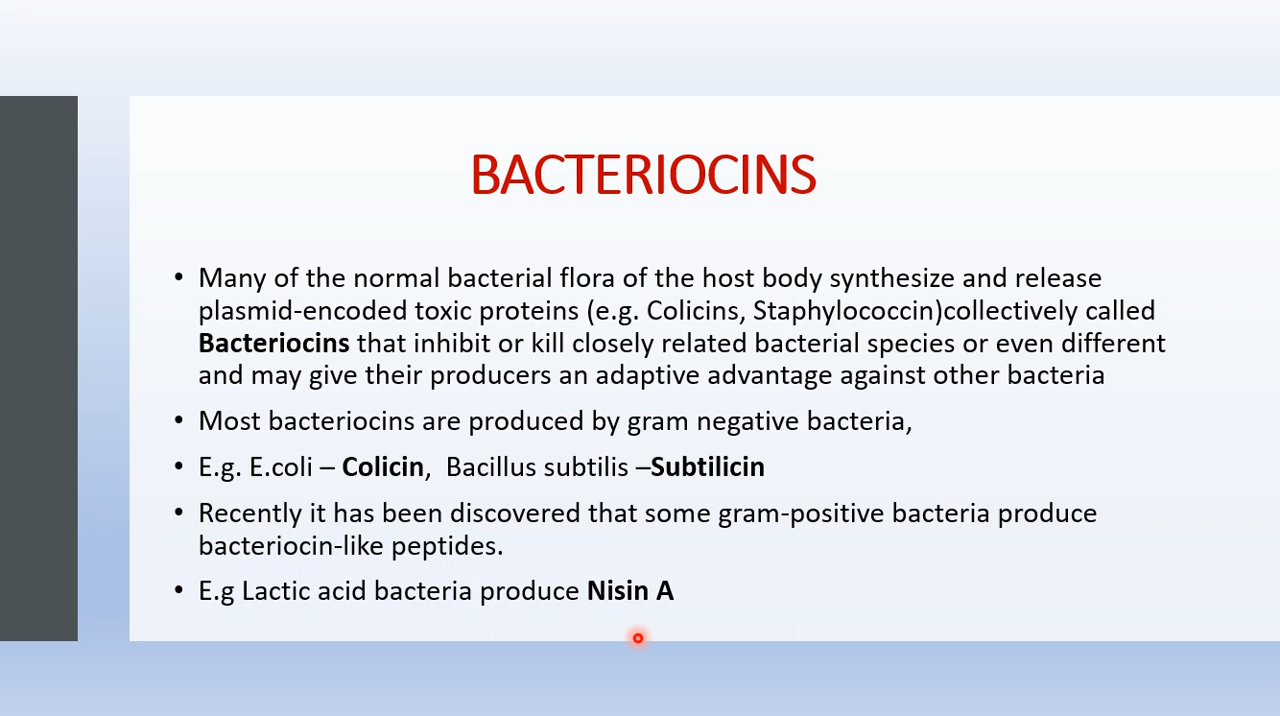 BACTERIOCINS
• Many of the normal bacterial flora of the host body synthesize and release
plasmid-encoded toxic proteins (e.g. Colicins, Staphylococcin)collectively called
Bacteriocins that inhibit or kill closely related bacterial species or even different
and may give their producers an adaptive advantage against other bacteria
• Most bacteriocins are produced by gram negative bacteria,
• E.g. E.coli – Colicin,  Bacillus subtilis –Subtilicin
• Recently it has been discovered that some gram-positive bacteria produce
bacteriocin-like peptides.
• E.g Lactic acid bacteria produce Nisin A